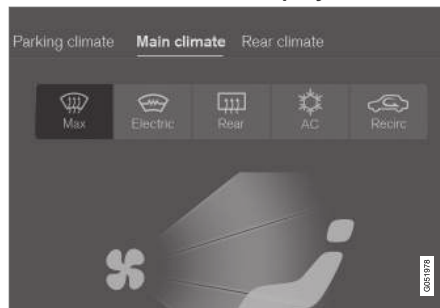 Parking climate Main climate Rear climate
Max Electric Rear AC Recirc
G051978